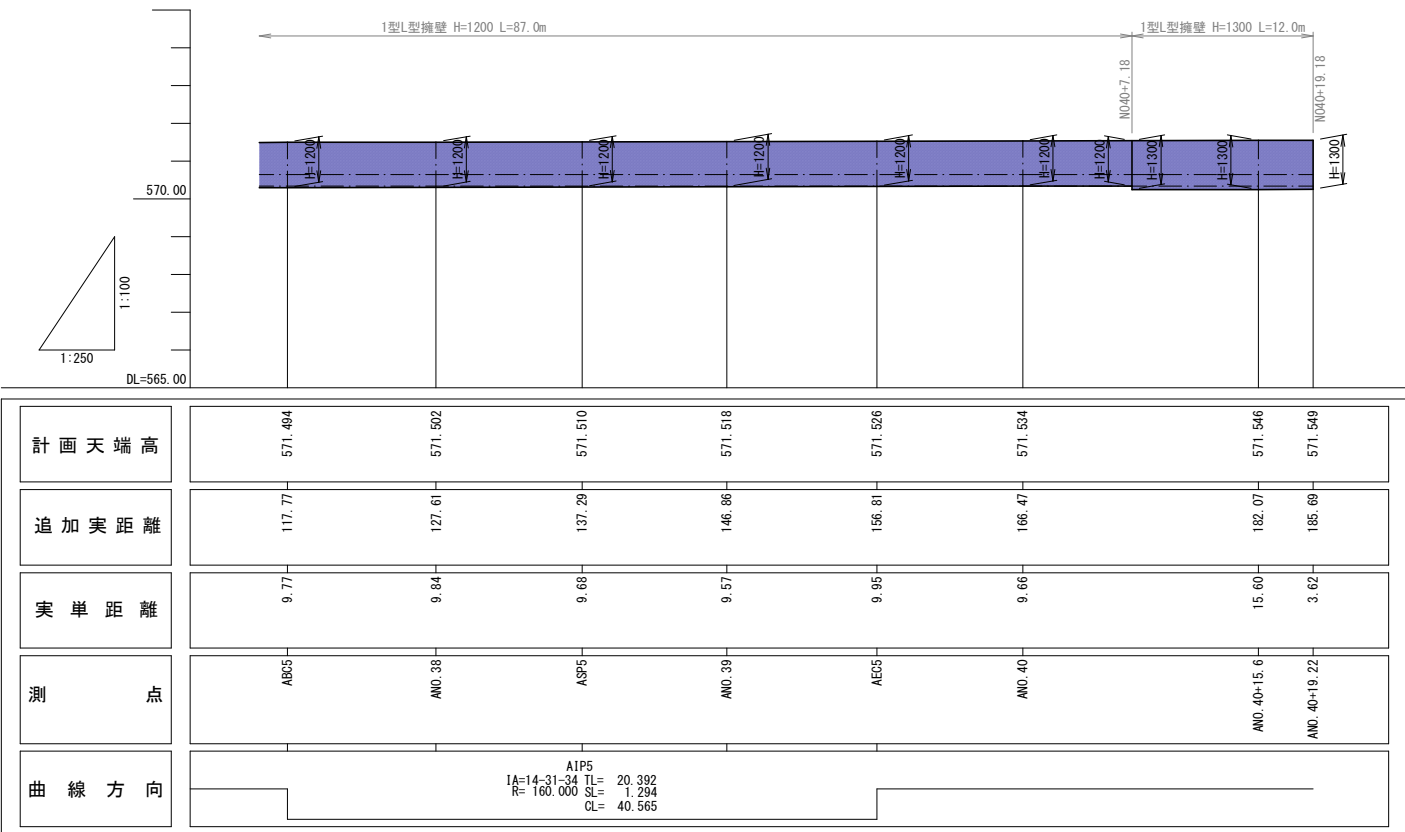 1型L型擁壁 H=1200 L=87.0m
1型L型擁壁 H=1300 L=12.0m
NO40+7.18
NO40+19.18
H=1200
H=1200
H=1200
H=1200
H=1200
H=1200
H=1200
H=1300
H=1300
H=1300
570.00
1:100
1:250
DL=565.00
計画天端高
571.494
571.502
571.510
571.518
571.526
571.534
571.546
571.549
追加実距離
117.77
127.61
137.29
146.86
156.81
166.47
182.07
185.69
実単距離
9.77
9.84
9.68
9.57
9.95
9.66
15.60
3.62
測点
ABC5
ANO.38
ASP5
ANO.39
AEC5
ANO.40
ANO.40+15.6
ANO.40+19.22
曲線方向
AIP5
IA=14-31-34 TL= 20.392
R= 160.000 SL= 1.294
CL= 40.565